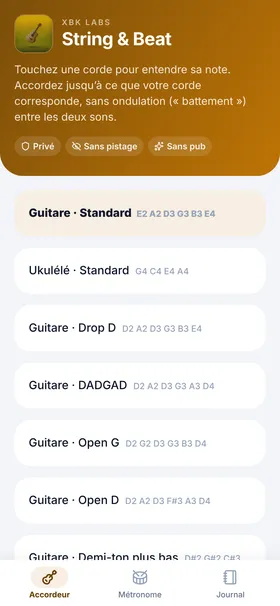 XBK LABS
String & Beat
Touchez une corde pour entendre sa note.
Accordez jusqu'à ce que votre corde
corresponde, sans ondulation (« battement »)
entre les deux sons.
Privé
Sans pistage
Sans pub
Guitare · Standard E2 A2 D3 G3 B3 E4
Ukulélé · Standard G4 C4 E4 A4
Guitare · Drop D D2 A2 D3 G3 B3 E4
Guitare · DADGAD D2 A2 D3 G3 A3 D4
Guitare · Open G D2 G2 D3 G3 B3 D4
Guitare · Open D D2 A2 D3 F#3 A3 D4
Guitare · Demi-ton plus bas D#2 G#2 C#3
Accordeur
Métronome
Journal